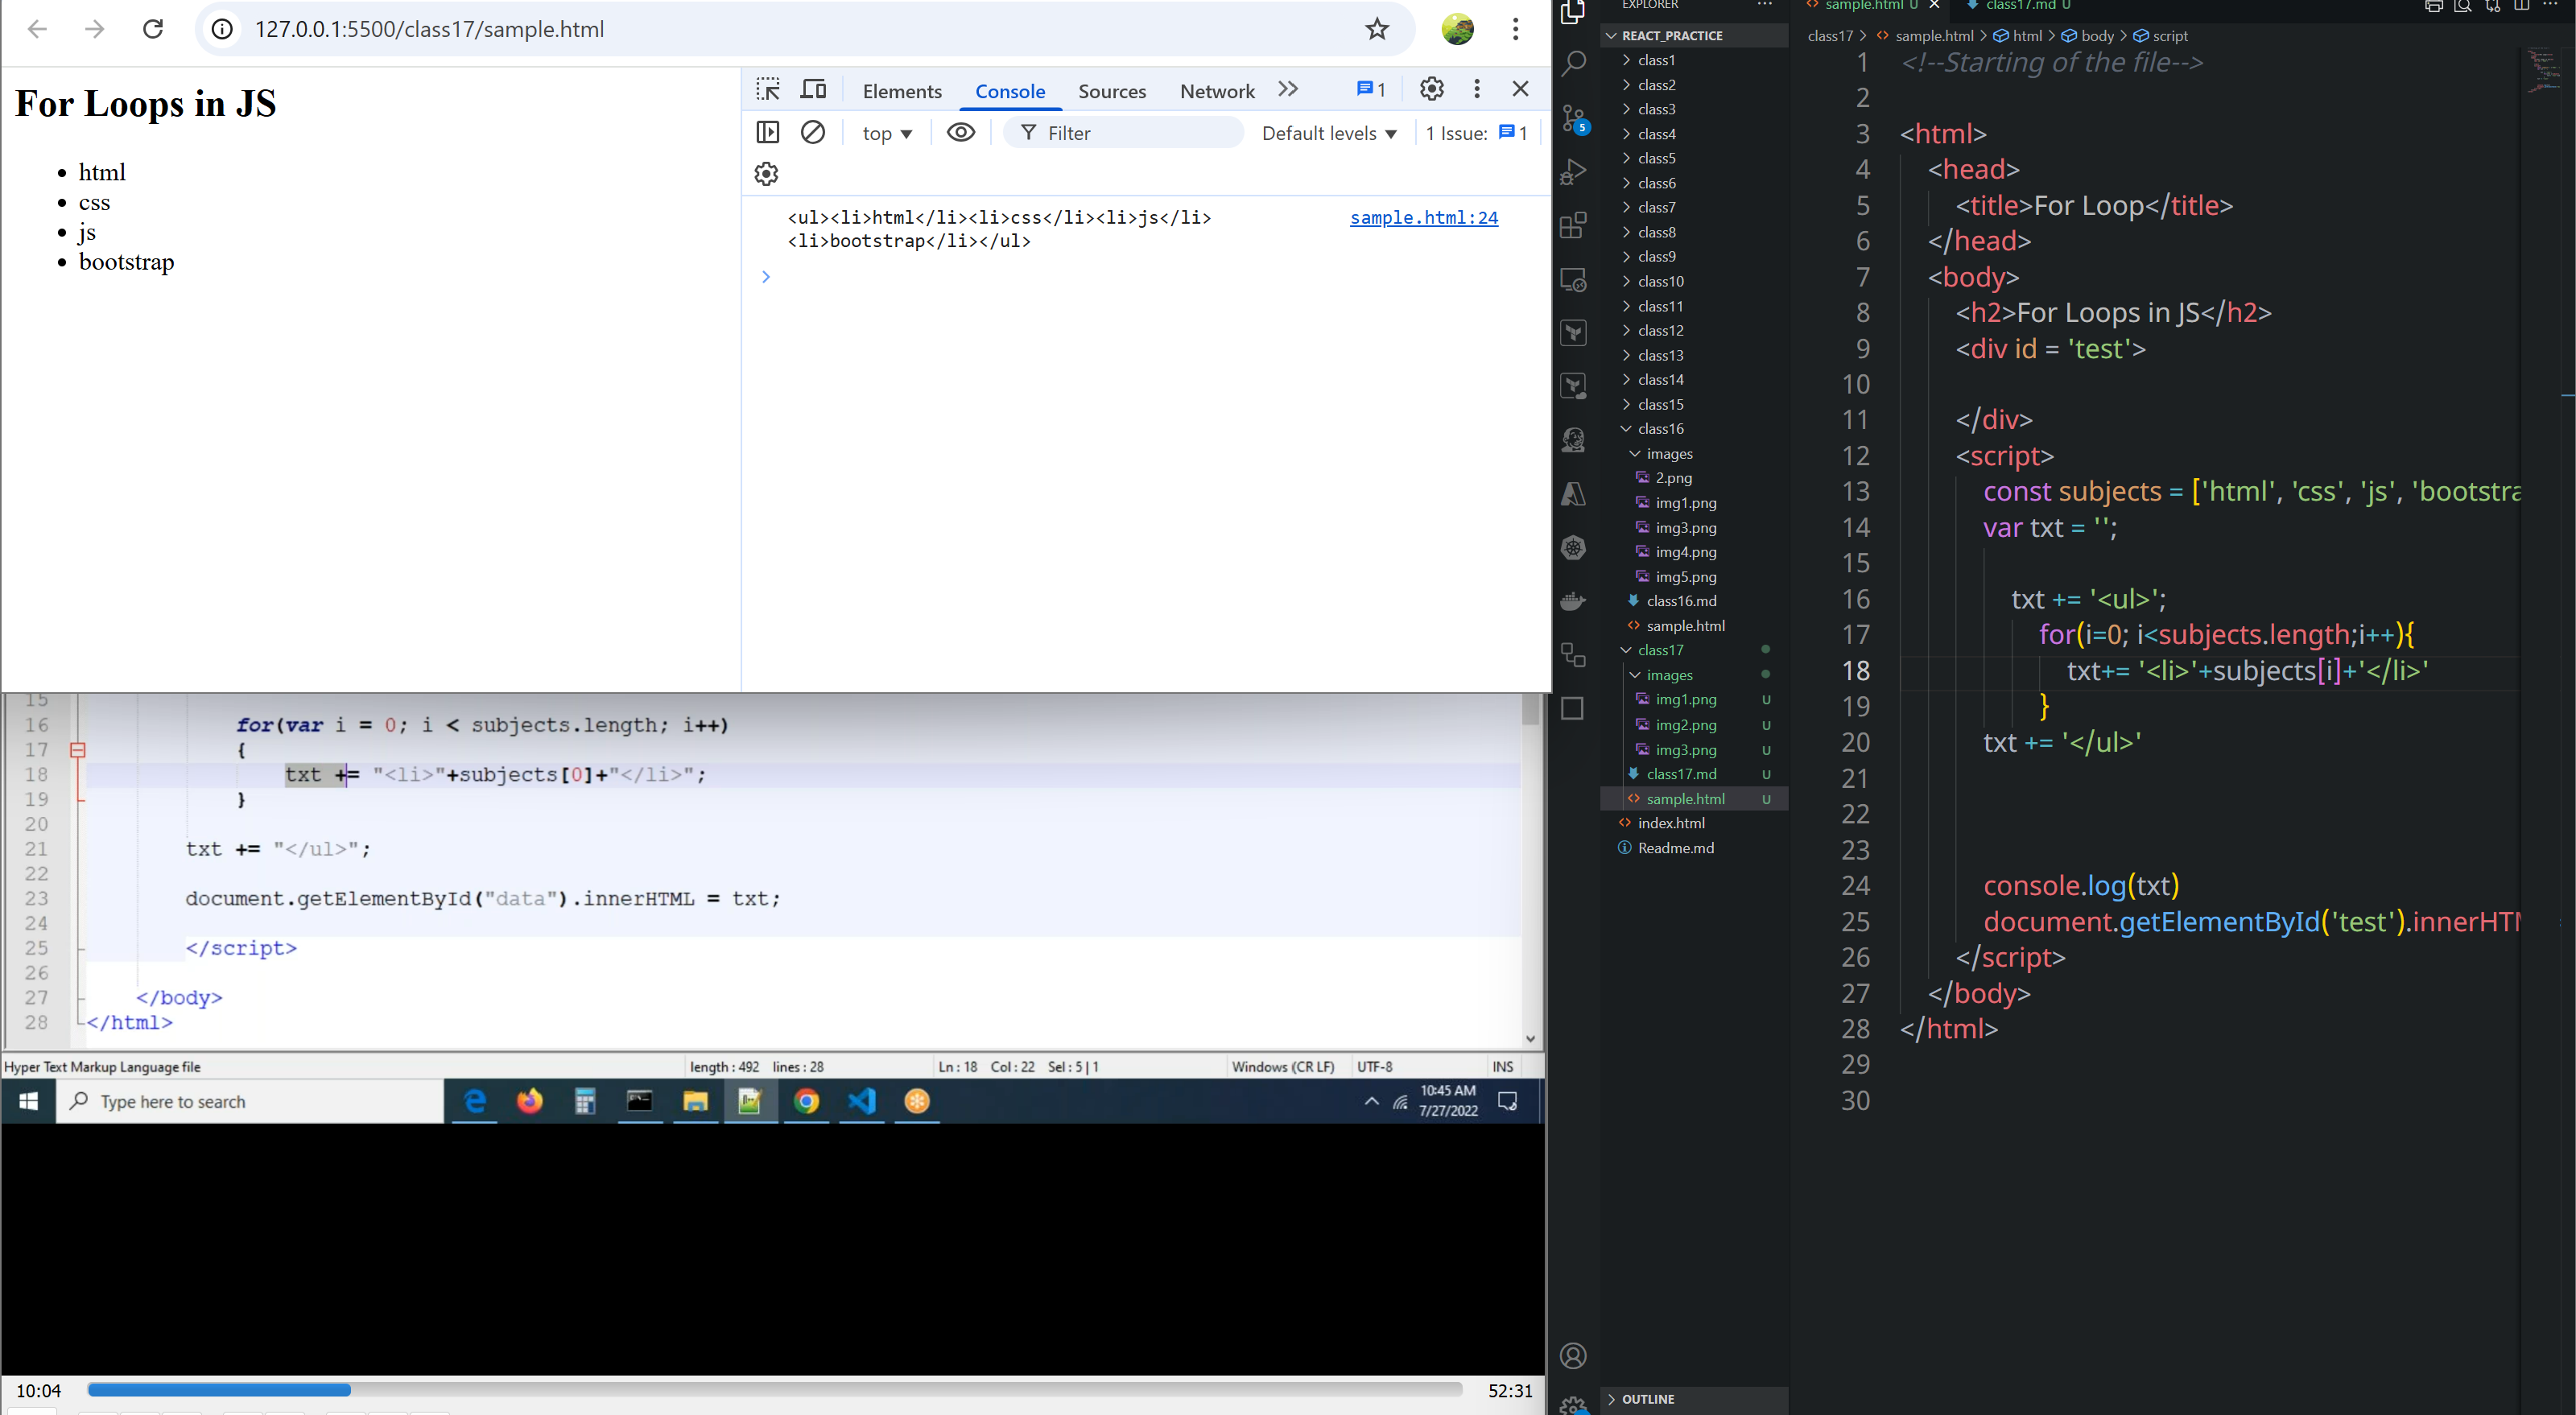 127.0.0.1:5500/class17/sample.html
For Loops in JS
html
css
js
bootstrap
Elements
Console
Sources
Network
1
top
Filter
Default levels
1 Issue: 1
<ul><li>html</li><li>css</li><li>js</li>
<li>bootstrap</li></ul>
sample.html:24
15
16 for(var i = 0; i < subjects.length; i++)
17 {
18 txt += "<li>"+subjects[0]+"</li>";
19 }
20
21 txt += "</ul>";
22
23 document.getElementById("data").innerHTML = txt;
24
25 </script>
26
27 </body>
28 </html>
Hyper Text Markup Language file
length : 492 lines : 28
Ln : 18 Col : 22 Sel : 5 | 1
Windows (CR LF)
UTF-8
INS
Type here to search
10:45 AM
7/27/2022
10:04
52:31
5
EXPLORER
REACT_PRACTICE
class1
class2
class3
class4
class5
class6
class7
class8
class9
class10
class11
class12
class13
class14
class15
class16
images
2.png
img1.png
img3.png
img4.png
img5.png
class16.md
sample.html
class17
images
img1.png U
img2.png U
img3.png U
class17.md U
sample.html U
index.html
Readme.md
OUTLINE
sample.html U
class17.md U
class17 > sample.html > html > body > script
1 <!--Starting of the file-->
2
3 <html>
4 <head>
5 <title>For Loop</title>
6 </head>
7 <body>
8 <h2>For Loops in JS</h2>
9 <div id = 'test'>
10
11 </div>
12 <script>
13 const subjects = ['html', 'css', 'js', 'bootstra
14 var txt = '';
15
16 txt += '<ul>';
17 for(i=0; i<subjects.length;i++){
18 txt+= '<li>'+subjects[i]+'</li>'
19 }
20 txt += '</ul>'
21
22
23
24 console.log(txt)
25 document.getElementById('test').innerHTM
26 </script>
27 </body>
28 </html>
29
30